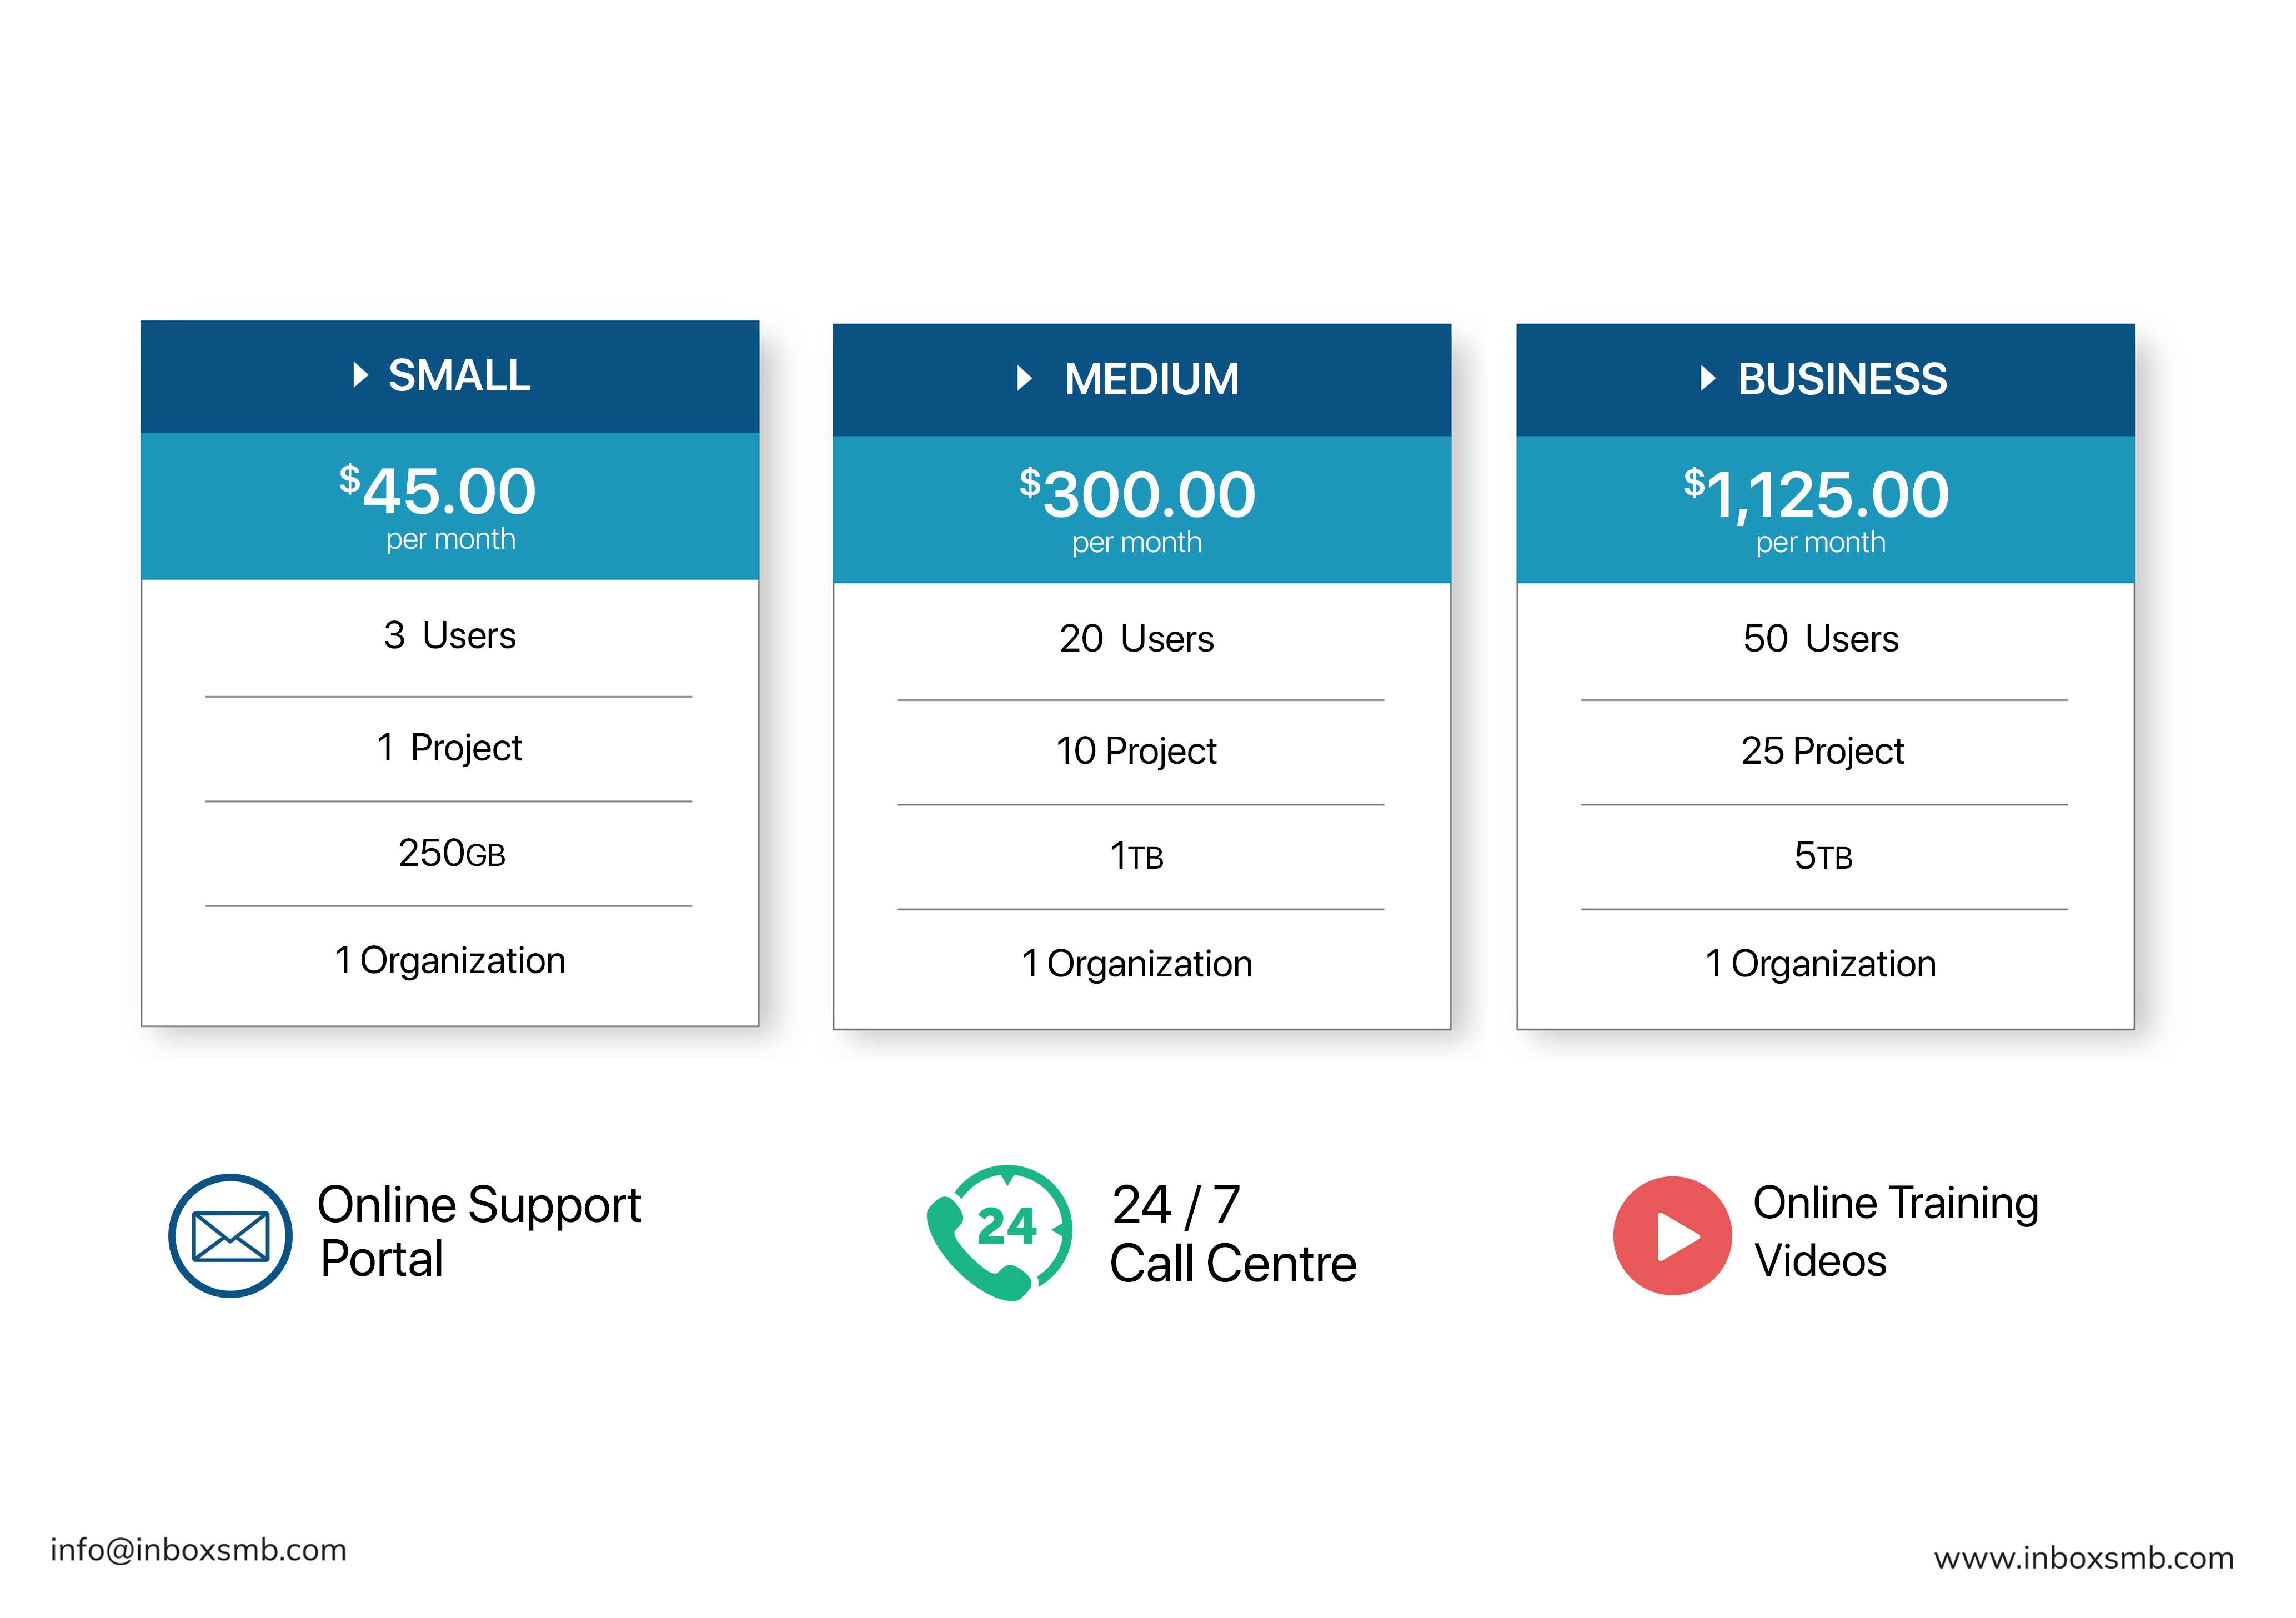 SMALL
$45.00
per month
3 Users
1 Project
250GB
1 Organization
MEDIUM
$300.00
per month
20 Users
10 Project
1TB
1 Organization
BUSINESS
$1,125.00
per month
50 Users
25 Project
5TB
1 Organization
Online Support
Portal
24
24 / 7
Call Centre
Online Training
Videos
info@inboxsmb.com
www.inboxsmb.com